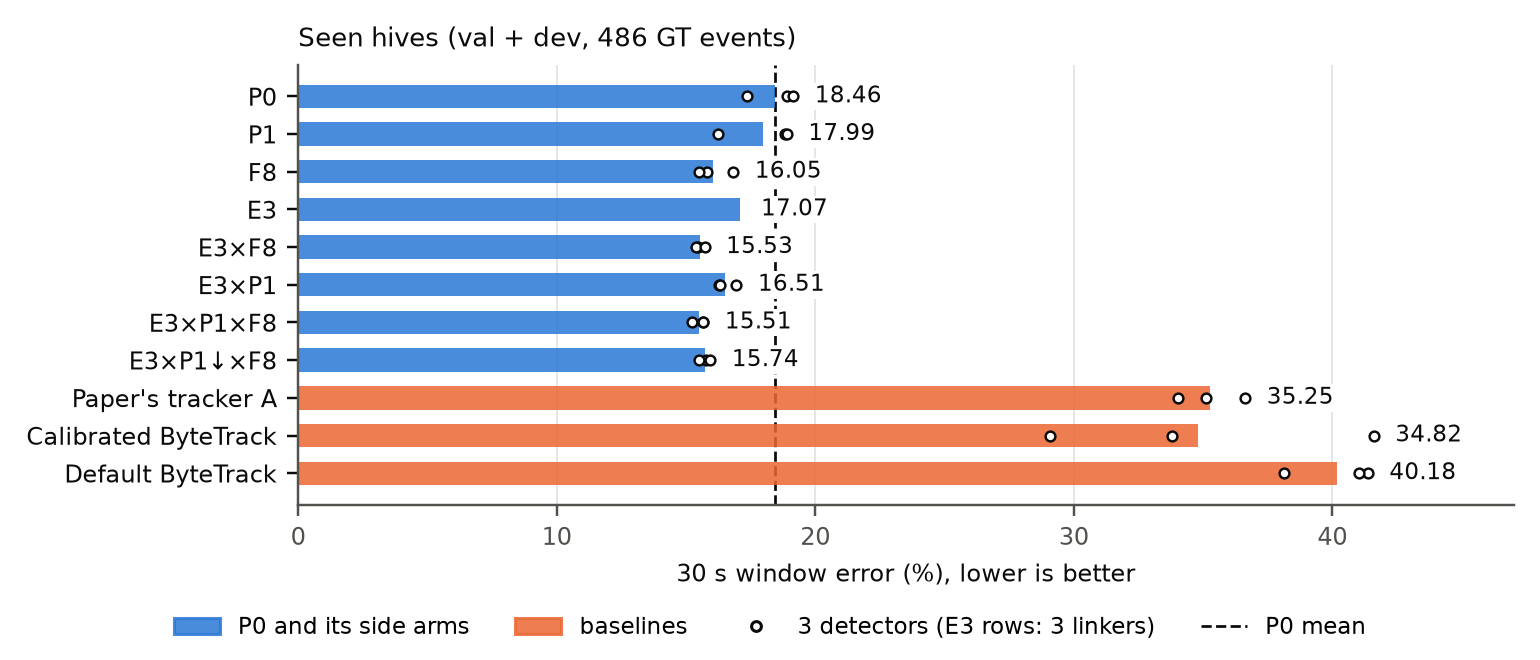 Seen hives (val + dev, 486 GT events)
P0 18.46
P1 17.99
F8 16.05
E3 17.07
E3×F8 15.53
E3×P1 16.51
E3×P1×F8 15.51
E3×P1↓×F8 15.74
Paper's tracker A 35.25
Calibrated ByteTrack 34.82
Default ByteTrack 40.18
0 10 20 30 40
30 s window error (%), lower is better
P0 and its side arms baselines 3 detectors (E3 rows: 3 linkers) P0 mean